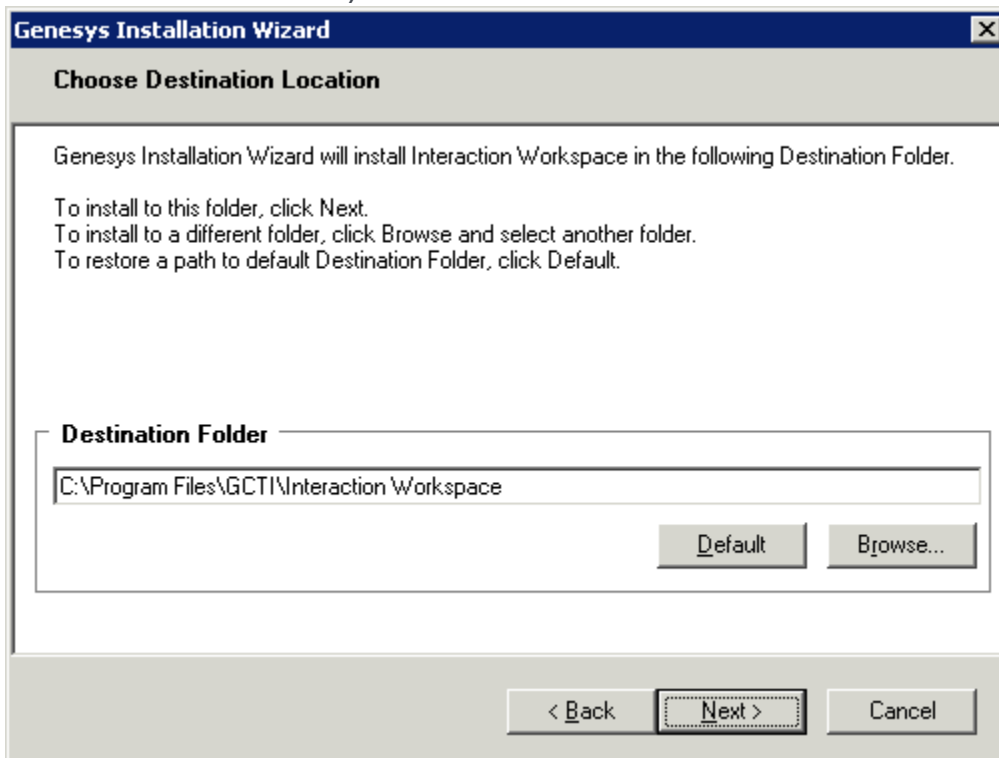 Genesys Installation Wizard
Choose Destination Location
Genesys Installation Wizard will install Interaction Workspace in the following Destination Folder.
To install to this folder, click Next.
To install to a different folder, click Browse and select another folder.
To restore a path to default Destination Folder, click Default.
Destination Folder
C:\Program Files\GCTI\Interaction Workspace
Default
Browse...
< Back
Next >
Cancel